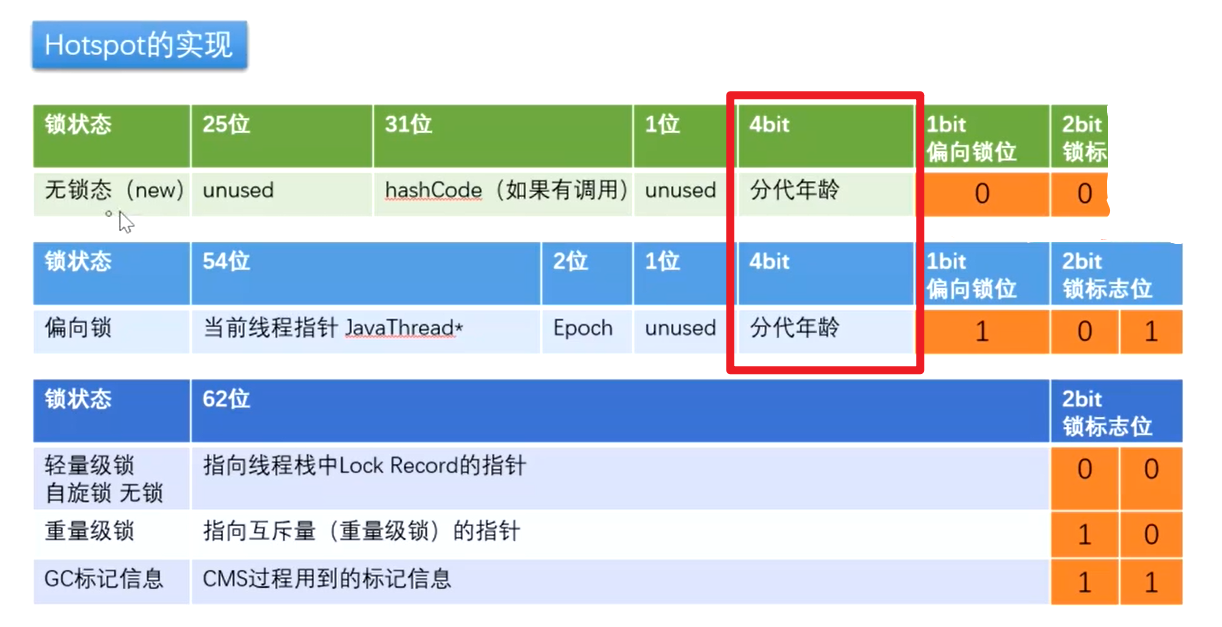 Hotspot的实现
锁状态 25位 31位 1位 4bit 1bit 2bit
偏向锁位 锁标
无锁态（new） unused hashCode（如果有调用） unused 分代年龄 0 0
锁状态 54位 2位 1位 4bit 1bit 2bit
偏向锁位 锁标志位
偏向锁 当前线程指针 JavaThread* Epoch unused 分代年龄 1 0 1
锁状态 62位 2bit
锁标志位
轻量级锁 指向线程栈中Lock Record的指针 0 0
自旋锁 无锁
重量级锁 指向互斥量（重量级锁）的指针 1 0
GC标记信息 CMS过程用到的标记信息 1 1